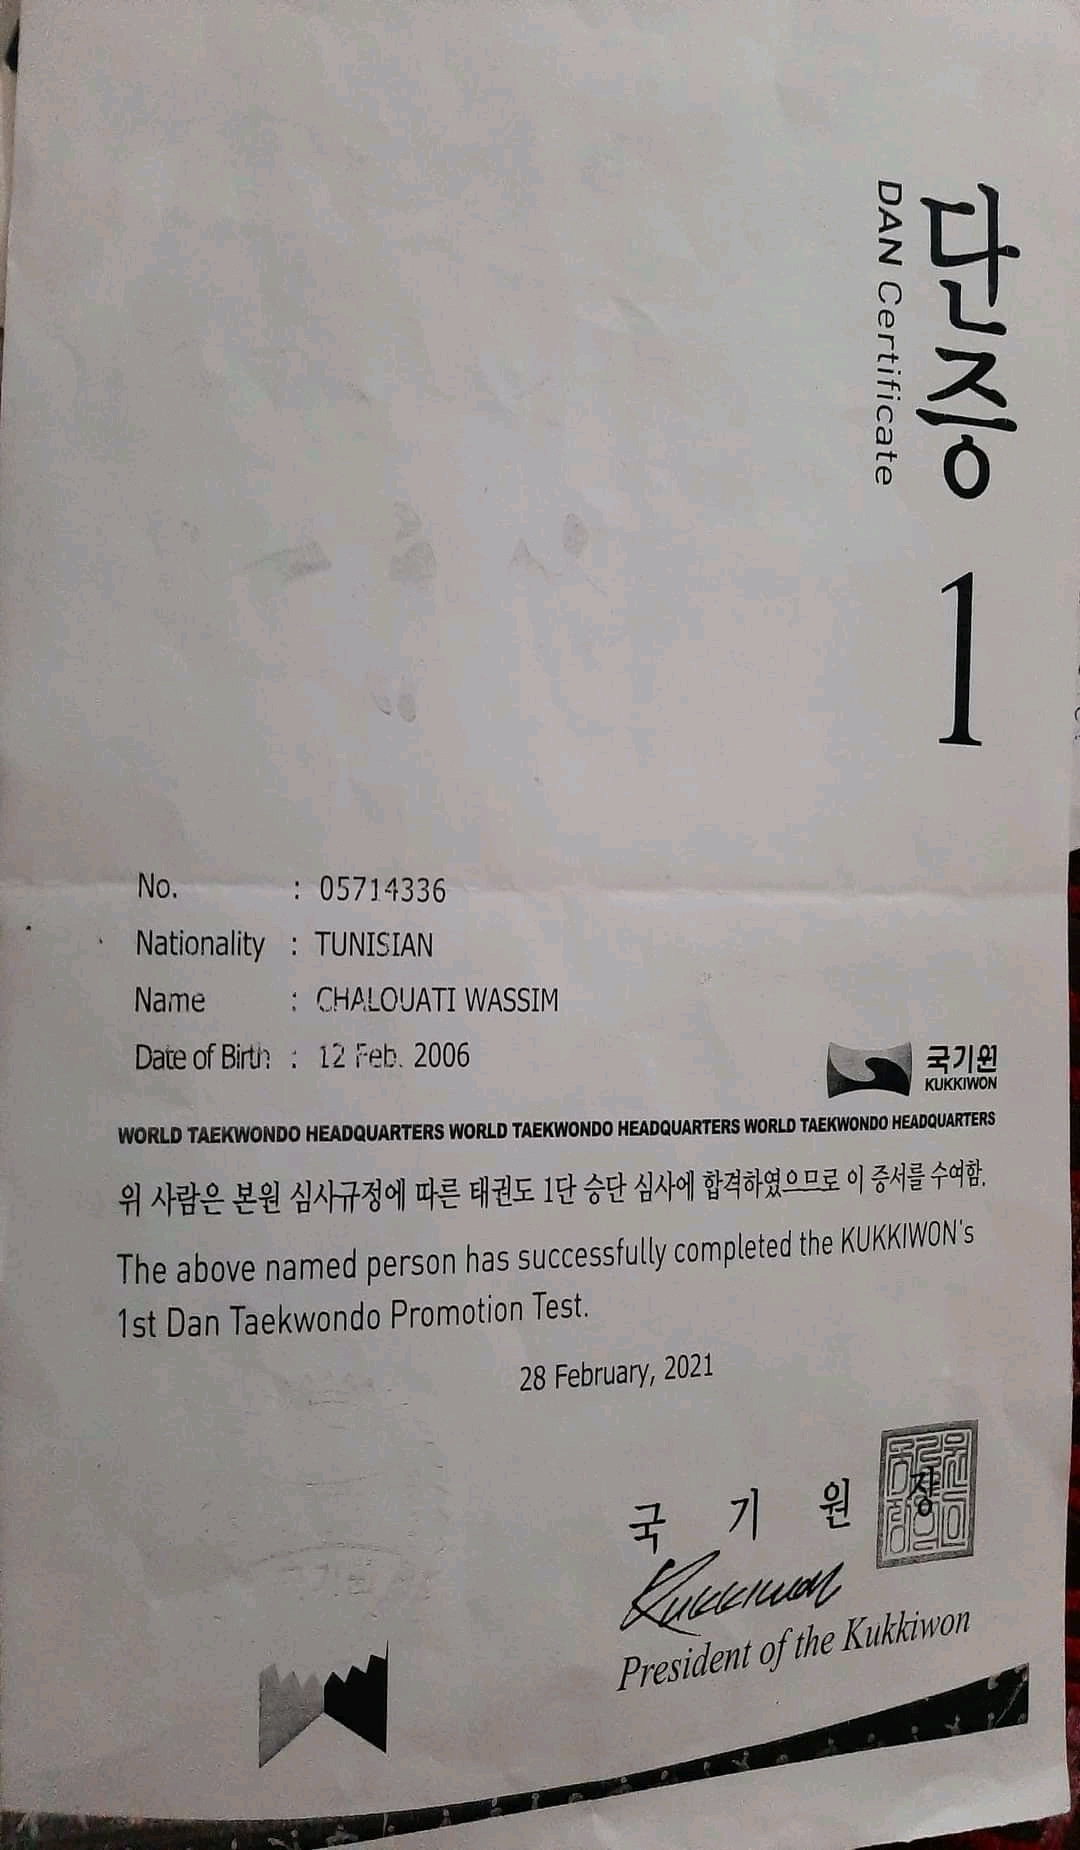 단증 1
DAN Certificate
No. : 05714336
Nationality : TUNISIAN
Name : CHALOUATI WASSIM
Date of Birth : 12 Feb. 2006
국기원
KUKKIWON
WORLD TAEKWONDO HEADQUARTERS WORLD TAEKWONDO HEADQUARTERS WORLD TAEKWONDO HEADQUARTERS
위 사람은 본원 심사규정에 따른 태권도 1단 승단 심사에 합격하였으므로 이 증서를 수여함.
The above named person has successfully completed the KUKKIWON's
1st Dan Taekwondo Promotion Test.
28 February, 2021
국 기 원 장
Kukkiwon
President of the Kukkiwon